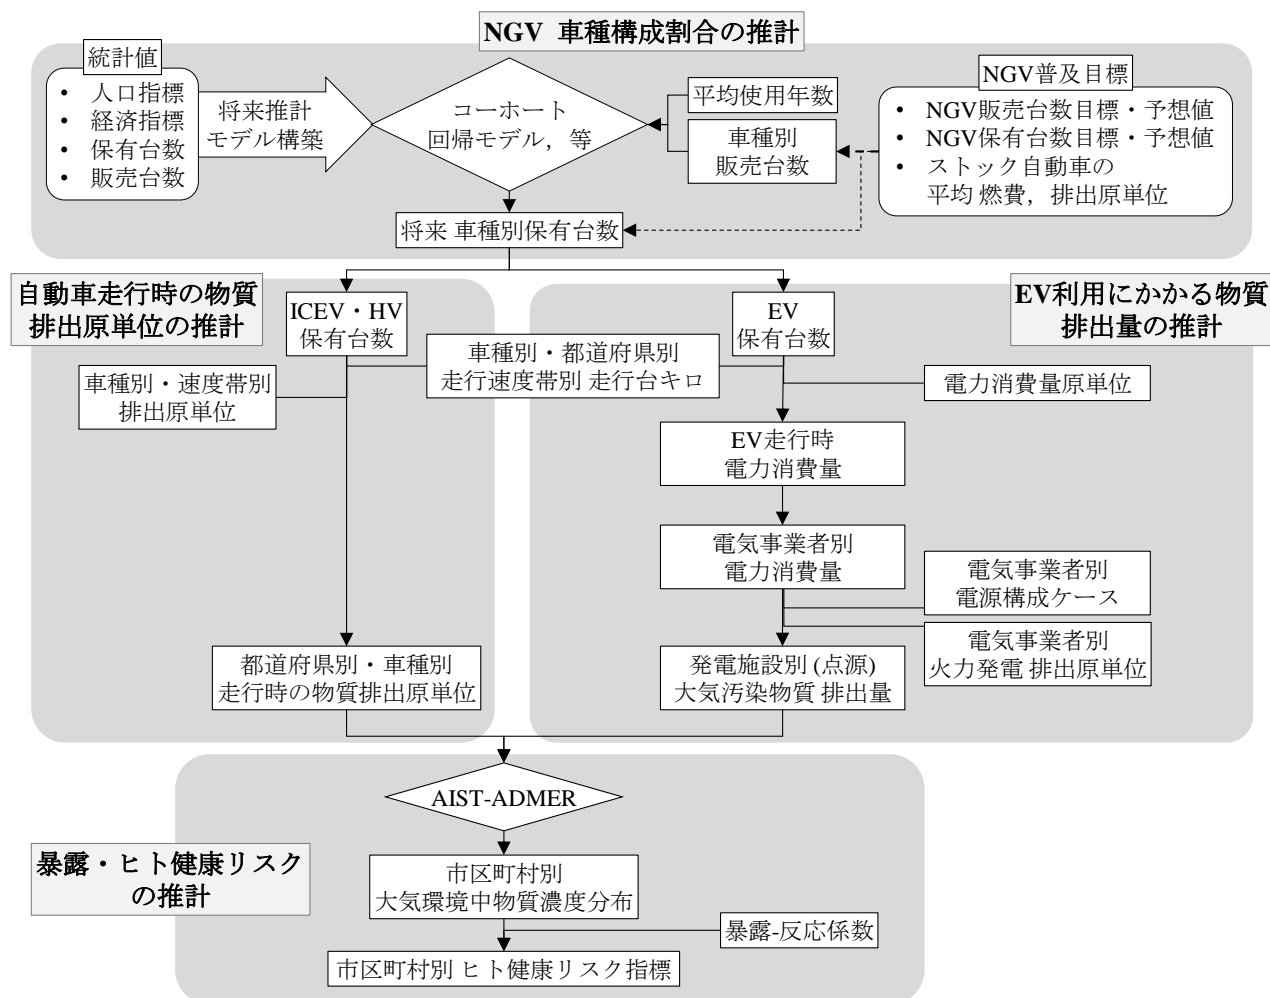 NGV 車種構成割合の推計
統計値
• 人口指標
• 経済指標
• 保有台数
• 販売台数
将来推計
モデル構築
コーホート
回帰モデル，等
平均使用年数
車種別
販売台数
NGV普及目標
• NGV販売台数目標・予想値
• NGV保有台数目標・予想値
• ストック自動車の
平均 燃費，排出原単位
将来 車種別保有台数
自動車走行時の物質
排出原単位の推計
ICEV・HV
保有台数
車種別・都道府県別
走行速度帯別 走行台キロ
EV
保有台数
EV利用にかかる物質
排出量の推計
車種別・速度帯別
排出原単位
電力消費量原単位
EV走行時
電力消費量
電気事業者別
電力消費量
電気事業者別
電源構成ケース
電気事業者別
火力発電 排出原単位
都道府県別・車種別
走行時の物質排出原単位
発電施設別 (点源)
大気汚染物質 排出量
AIST-ADMER
暴露・ヒト健康リスク
の推計
市区町村別
大気環境中物質濃度分布
暴露-反応係数
市区町村別 ヒト健康リスク指標